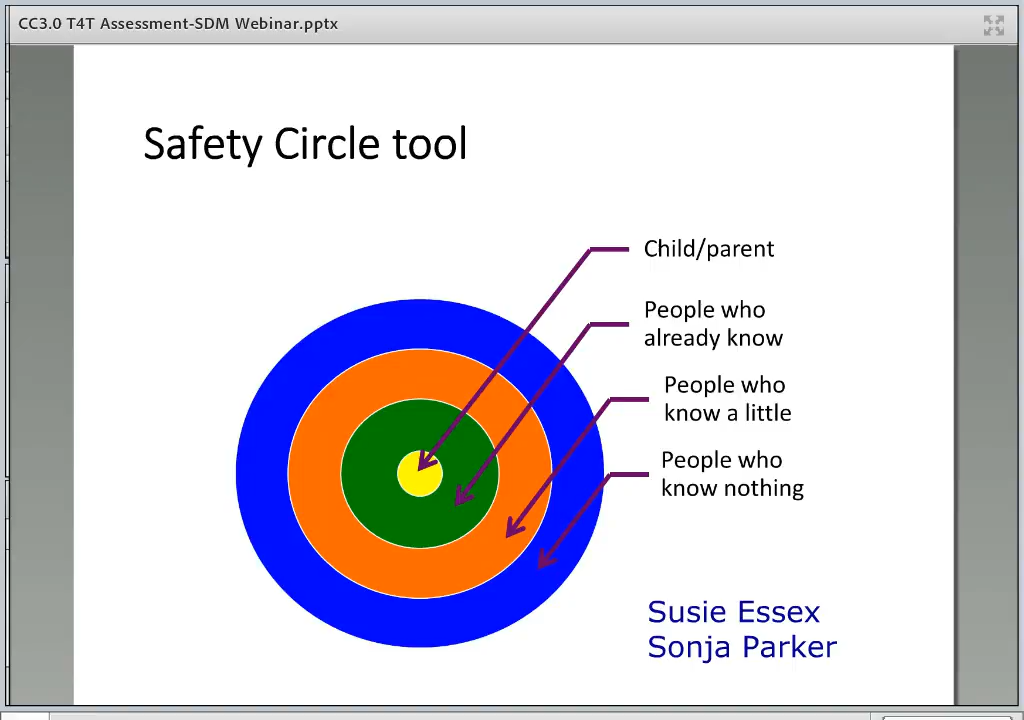 CC3.0 T4T Assessment-SDM Webinar.pptx
Safety Circle tool
Child/parent
People who
already know
People who
know a little
People who
know nothing
Susie Essex
Sonja Parker